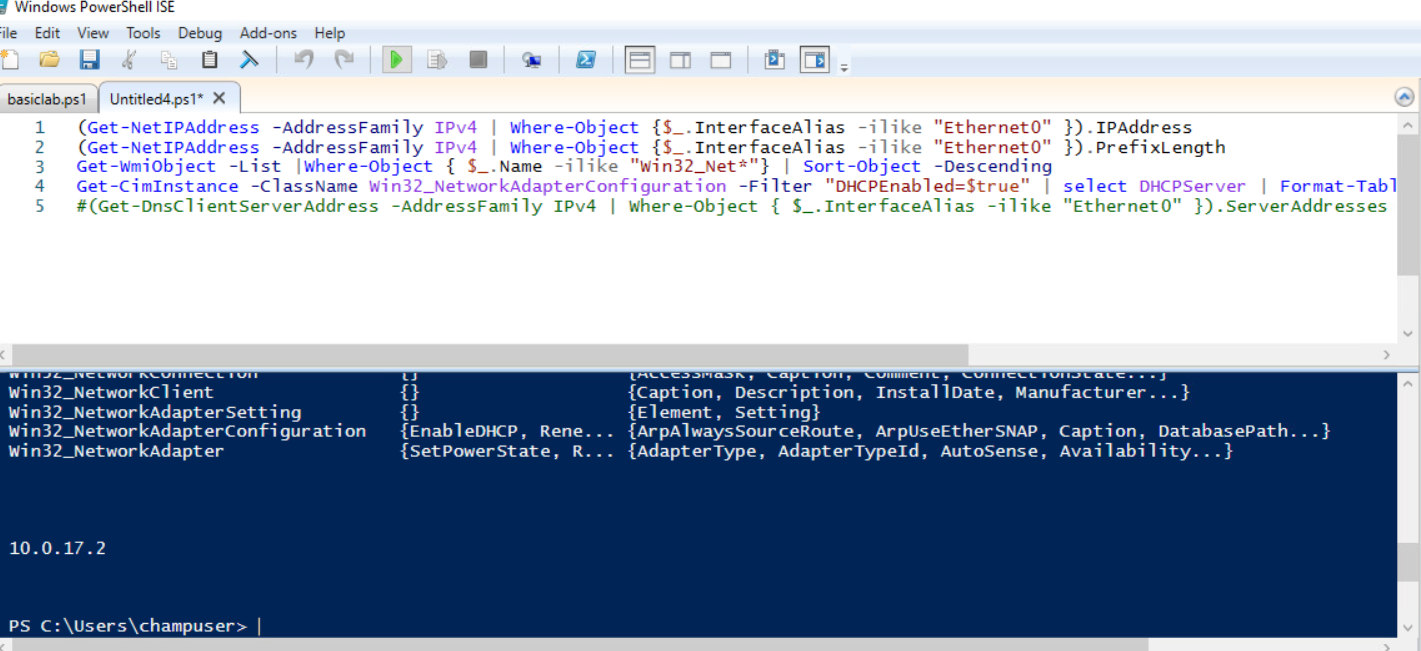 Windows PowerShell ISE
File Edit View Tools Debug Add-ons Help
basiclab.ps1 Untitled4.ps1* X
1 (Get-NetIPAddress -AddressFamily IPv4 | Where-Object {$_.InterfaceAlias -ilike "Ethernet0" }).IPAddress
2 (Get-NetIPAddress -AddressFamily IPv4 | Where-Object {$_.InterfaceAlias -ilike "Ethernet0" }).PrefixLength
3 Get-WmiObject -List |Where-Object { $_.Name -ilike "Win32_Net*"} | Sort-Object -Descending
4 Get-CimInstance -ClassName Win32_NetworkAdapterConfiguration -Filter "DHCPEnabled=$true" | select DHCPServer | Format-Tabl
5 #(Get-DnsClientServerAddress -AddressFamily IPv4 | Where-Object { $_.InterfaceAlias -ilike "Ethernet0" }).ServerAddresses
Win32_NetworkConnection {} {AccessMask, Caption, Comment, ConnectionState...}
Win32_NetworkClient {} {Caption, Description, InstallDate, Manufacturer...}
Win32_NetworkAdapterSetting {} {Element, Setting}
Win32_NetworkAdapterConfiguration {EnableDHCP, Rene... {ArpAlwaysSourceRoute, ArpUseEtherSNAP, Caption, DatabasePath...}
Win32_NetworkAdapter {SetPowerState, R... {AdapterType, AdapterTypeId, AutoSense, Availability...}
10.0.17.2
PS C:\Users\champuser>